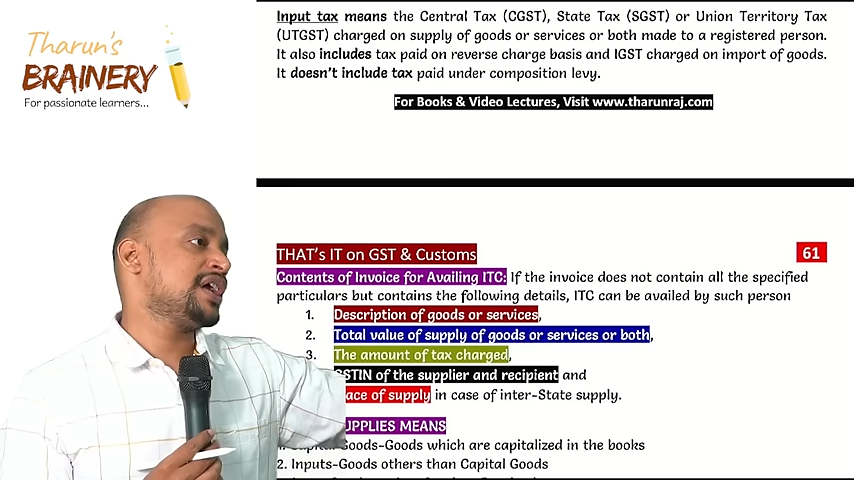 Tharun's
BRAINERY
For passionate learners...
Input tax means the Central Tax (CGST), State Tax (SGST) or Union Territory Tax
(UTGST) charged on supply of goods or services or both made to a registered person.
It also includes tax paid on reverse charge basis and IGST charged on import of goods.
It doesn't include tax paid under composition levy.
For Books & Video Lectures, Visit www.tharunraj.com
THAT's IT on GST & Customs
61
Contents of Invoice for Availing ITC: If the invoice does not contain all the specified
particulars but contains the following details, ITC can be availed by such person
1. Description of goods or services,
2. Total value of supply of goods or services or both,
3. The amount of tax charged,
of the supplier and recipient and
of supply in case of inter-State supply.
MEANS
Goods-Goods which are capitalized in the books
2. Inputs-Goods others than Capital Goods